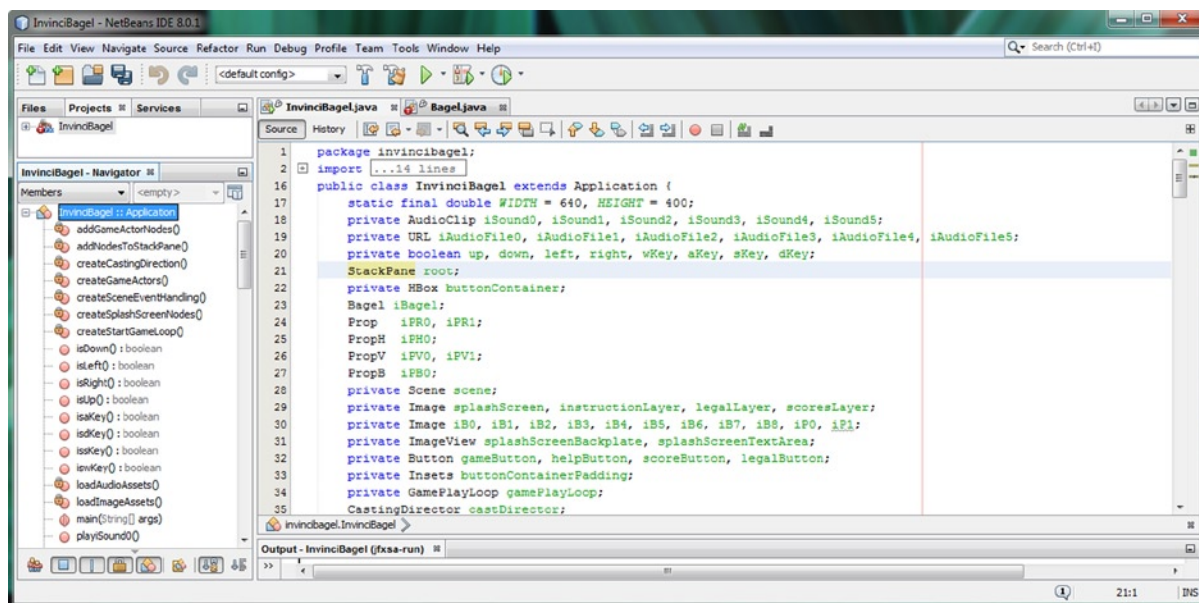 InvinciBagel - NetBeans IDE 8.0.1
File Edit View Navigate Source Refactor Run Debug Profile Team Tools Window Help
Search (Ctrl+I)
<default config>
Files Projects Services
InvinciBagel
InvinciBagel - Navigator
Members <empty>
InvinciBagel :: Application
addGameActorNodes()
addNodesToStackPane()
createCastingDirection()
createGameActors()
createSceneEventHandling()
createSplashScreenNodes()
createStartGameLoop()
isDown() : boolean
isLeft() : boolean
isRight() : boolean
isUp() : boolean
isaKey() : boolean
isdKey() : boolean
issKey() : boolean
iswKey() : boolean
loadAudioAssets()
loadImageAssets()
main(String[] args)
playiSound0()
InvinciBagel.java Bagel.java
Source History
1 package invincibagel;
2 import ...14 lines
16 public class InvinciBagel extends Application {
17 static final double WIDTH = 640, HEIGHT = 400;
18 private AudioClip iSound0, iSound1, iSound2, iSound3, iSound4, iSound5;
19 private URL iAudioFile0, iAudioFile1, iAudioFile2, iAudioFile3, iAudioFile4, iAudioFile5;
20 private boolean up, down, left, right, wKey, aKey, sKey, dKey;
21 StackPane root;
22 private HBox buttonContainer;
23 Bagel iBagel;
24 Prop iPR0, iPR1;
25 PropH iPH0;
26 PropV iPV0, iPV1;
27 PropB iPB0;
28 private Scene scene;
29 private Image splashScreen, instructionLayer, legalLayer, scoresLayer;
30 private Image iB0, iB1, iB2, iB3, iB4, iB5, iB6, iB7, iB8, iP0, iP1;
31 private ImageView splashScreenBackplate, splashScreenTextArea;
32 private Button gameButton, helpButton, scoreButton, legalButton;
33 private Insets buttonContainerPadding;
34 private GamePlayLoop gamePlayLoop;
35 CastingDirector castDirector;
invincibagel.InvinciBagel
Output - InvinciBagel (jfxsa-run)
1 21:1 INS